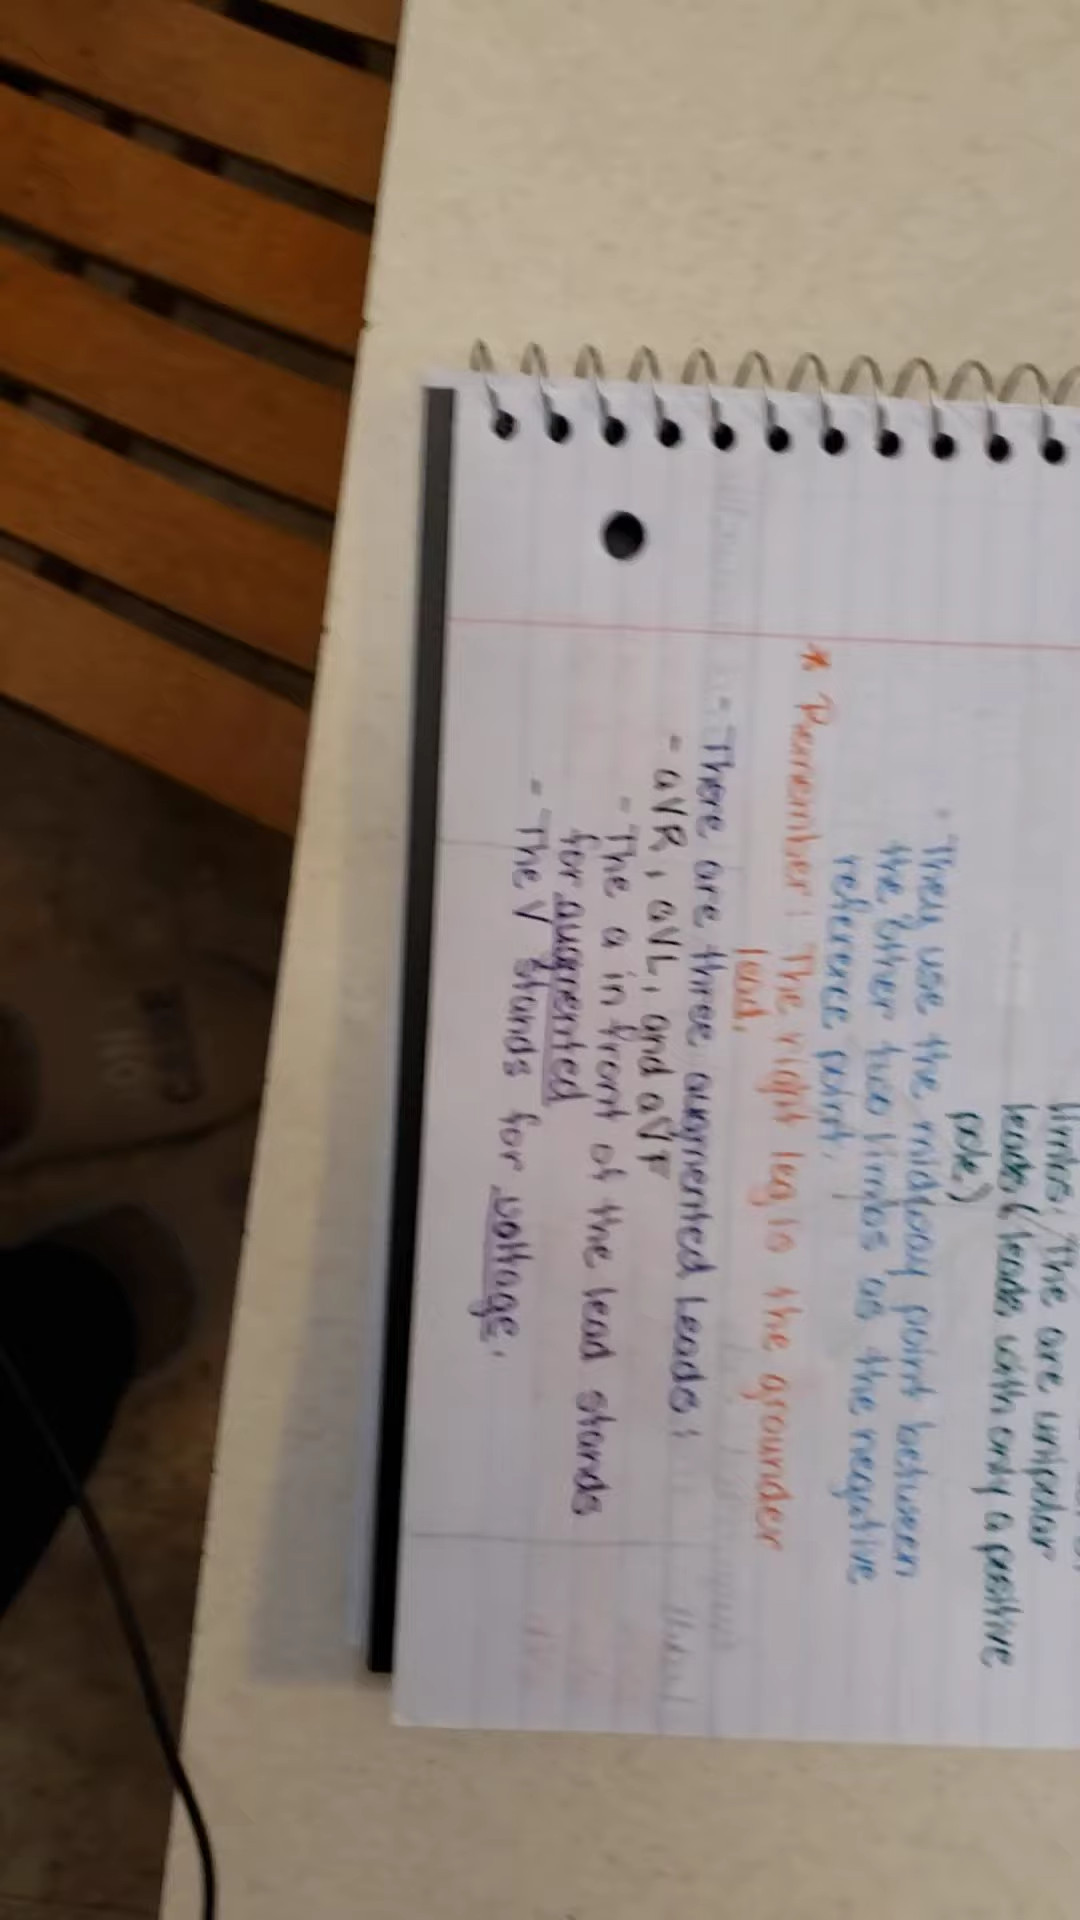 limbs. The are unipolar
leads (leads with only a positive
pole)
- They use the midway point between
the other two limbs as the negative
reference point.
* Remember: The right leg is the grounder
lead.
- There are three augmented Leads:
- aVR, aVL, and aVF
- The a in front of the lead stands
for augmented
- The V stands for voltage.